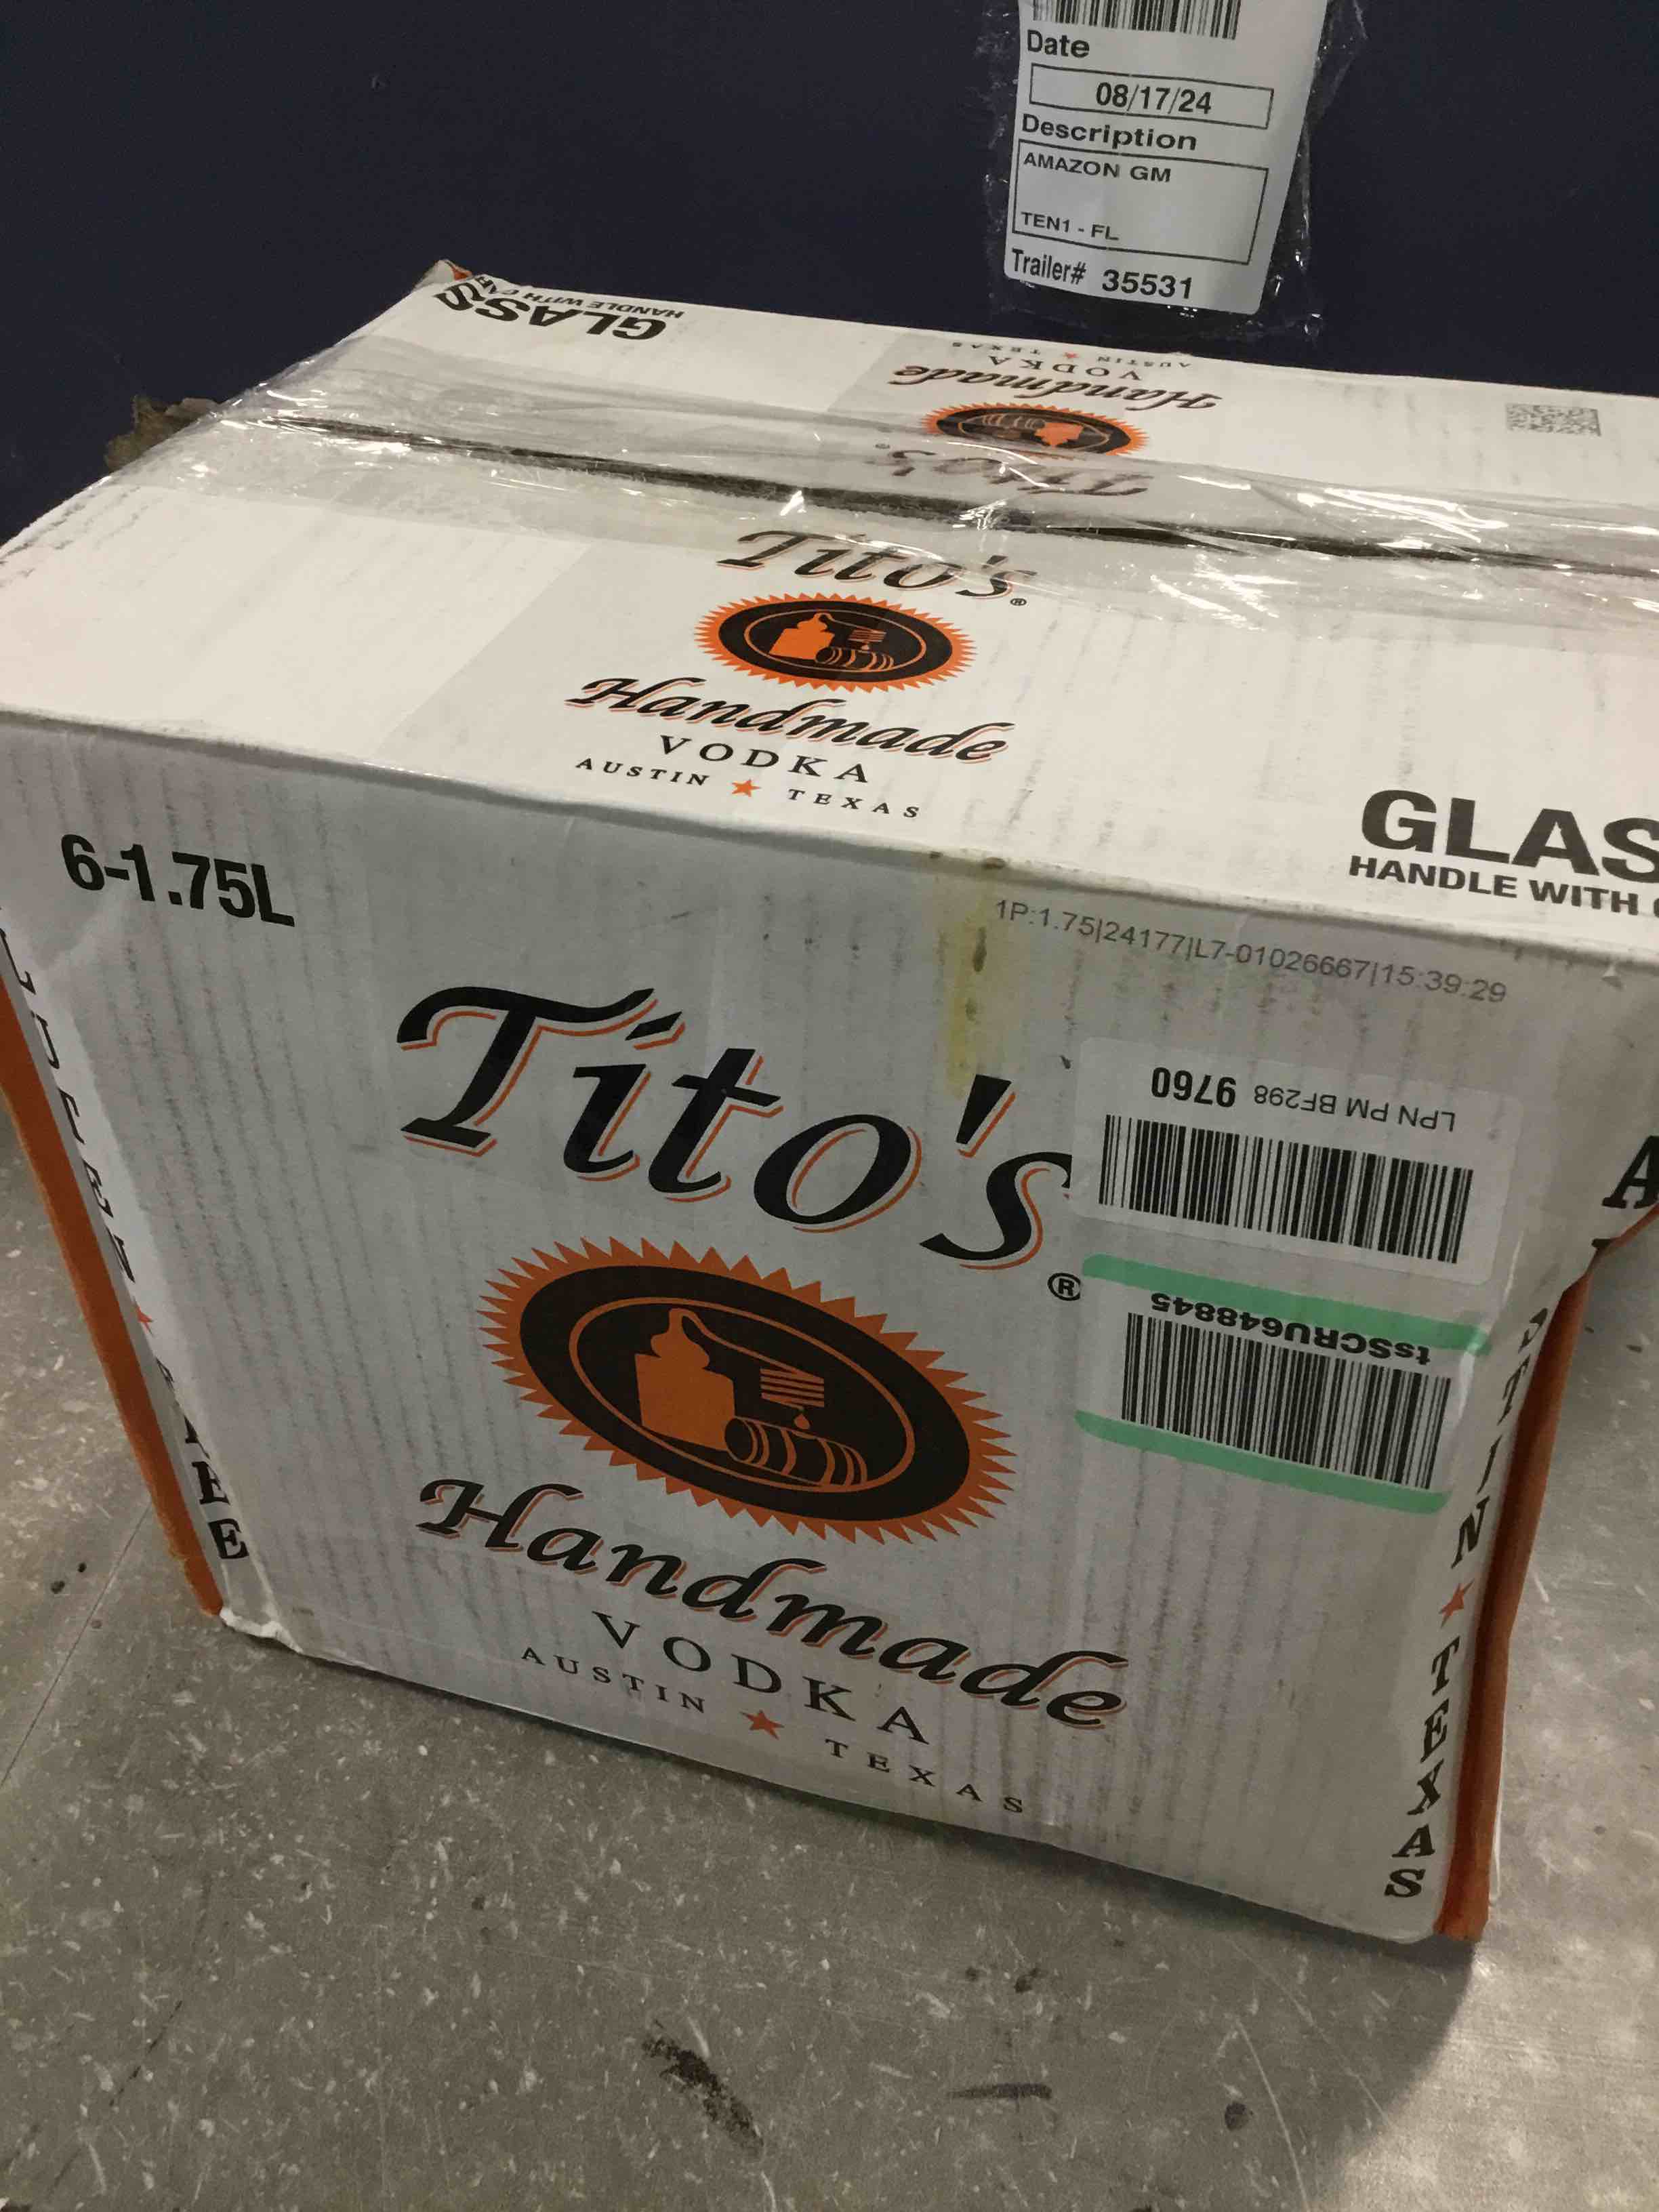 Date
08/17/24
Description
AMAZON GM
TEN1 - FL
Trailer# 35531
GLASS
HANDLE WITH
AUSTIN ★ TEXAS
VODKA
Handmade
Tito's
®
Tito's®
Handmade
VODKA
AUSTIN ★ TEXAS
GLAS
HANDLE WITH
6-1.75L
1P:1.75|24177|L7-01026667|15:39:29
Tito's®
LPN PM BF298 9760
tsSCRU648845
Handmade
VODKA
AUSTIN ★ TEXAS
AUSTIN ★ TEXAS